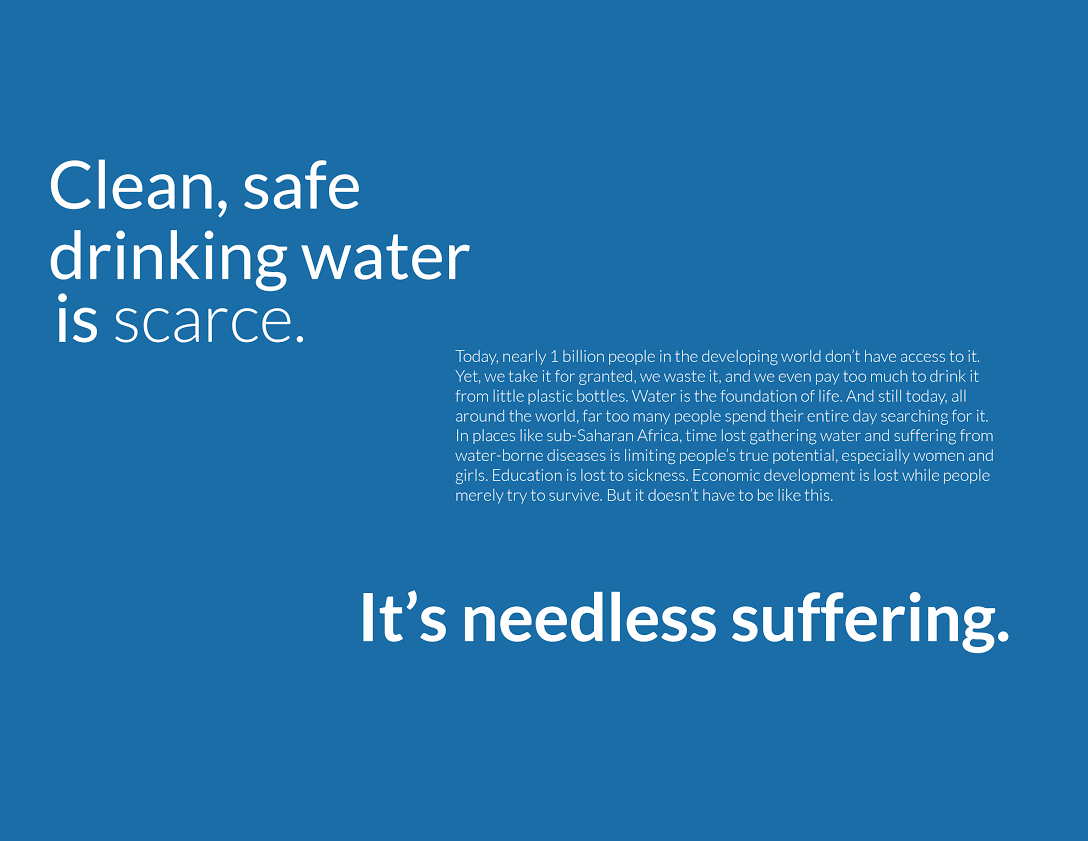 Clean, safe
drinking water
is scarce.
Today, nearly 1 billion people in the developing world don’t have access to it.
Yet, we take it for granted, we waste it, and we even pay too much to drink it
from little plastic bottles. Water is the foundation of life. And still today, all
around the world, far too many people spend their entire day searching for it.
In places like sub-Saharan Africa, time lost gathering water and suffering from
water-borne diseases is limiting people’s true potential, especially women and
girls. Education is lost to sickness. Economic development is lost while people
merely try to survive. But it doesn’t have to be like this.
It’s needless suffering.